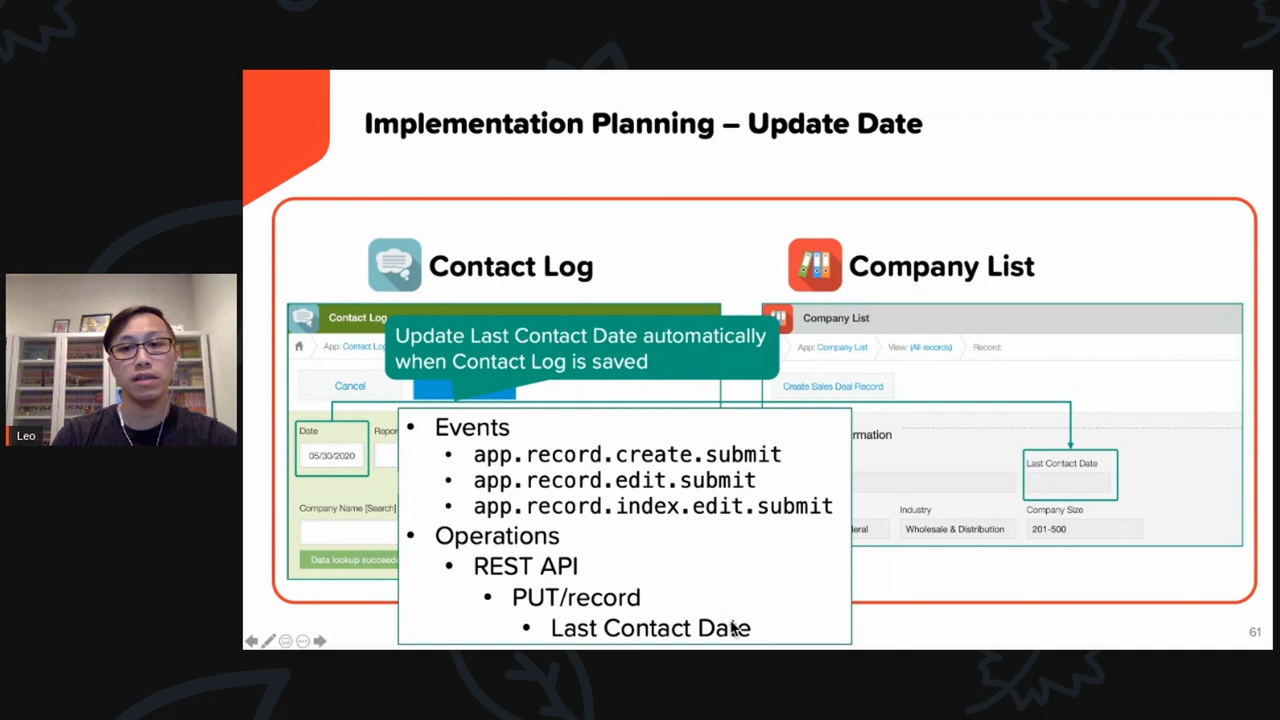 Implementation Planning – Update Date
Contact Log
Company List
Contact Log
Company List
Update Last Contact Date automatically
when Contact Log is saved
App: Contact Log
App: Company List
View: (All records)
Record:
Cancel
Create Sales Deal Record
• Events
• app.record.create.submit
• app.record.edit.submit
• app.record.index.edit.submit
• Operations
• REST API
• PUT/record
• Last Contact Date
Date
05/30/2020
Company Name [Search]
Last Contact Date
Industry
Company Size
Wholesale & Distribution
201-500
Leo
61